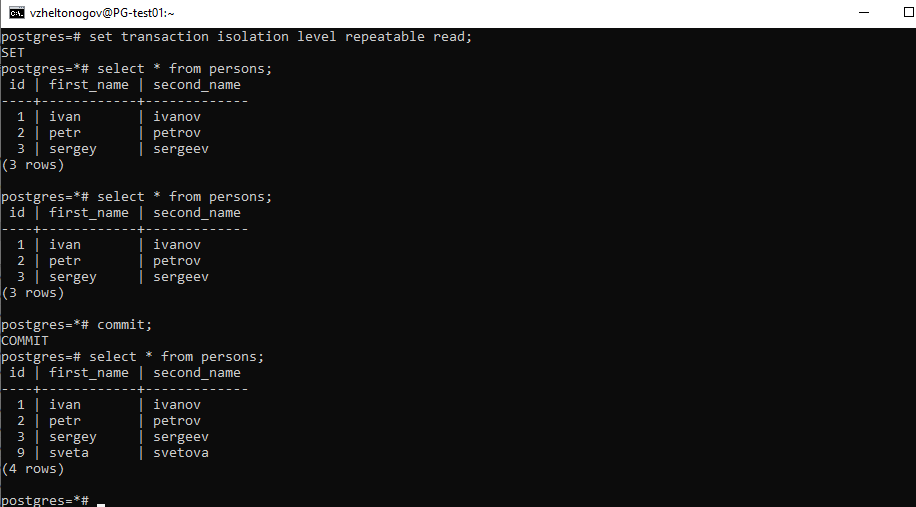 vzheltonogov@PG-test01:~
postgres=# set transaction isolation level repeatable read;
SET
postgres=*# select * from persons;
 id | first_name | second_name
----+------------+-------------
  1 | ivan       | ivanov
  2 | petr       | petrov
  3 | sergey     | sergeev
(3 rows)

postgres=*# select * from persons;
 id | first_name | second_name
----+------------+-------------
  1 | ivan       | ivanov
  2 | petr       | petrov
  3 | sergey     | sergeev
(3 rows)

postgres=*# commit;
COMMIT
postgres=# select * from persons;
 id | first_name | second_name
----+------------+-------------
  1 | ivan       | ivanov
  2 | petr       | petrov
  3 | sergey     | sergeev
  9 | sveta      | svetova
(4 rows)

postgres=*#